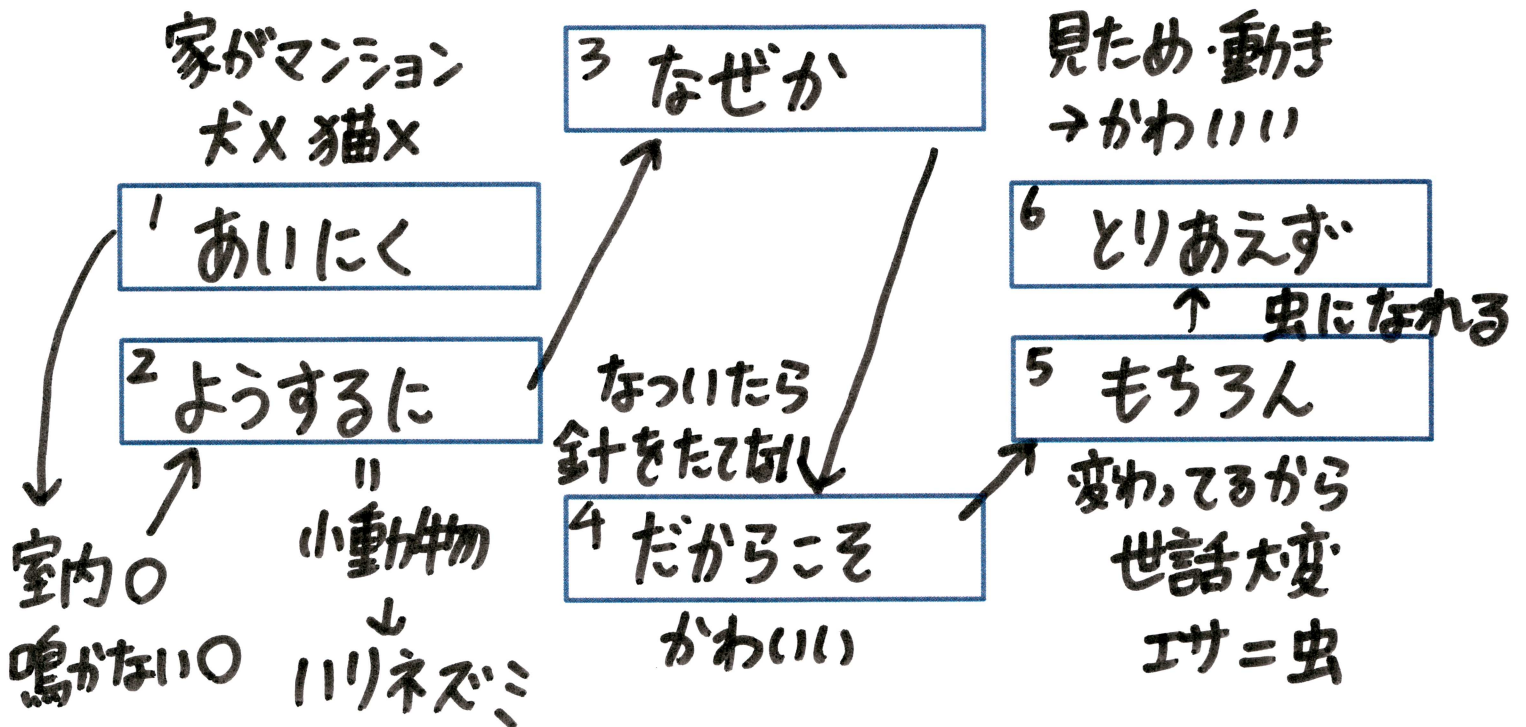 家がマンション
犬× 猫×
1 あいにく
室内○
鳴かない○
2 ようするに
=
小動物
↓
ハリネズミ
3 なぜか
なついたら
針をたてない
4 だからこそ
かわいい
5 もちろん
変わってるから
世話大変
エサ=虫
虫になれる
6 とりあえず
見ため・動き
→かわいい